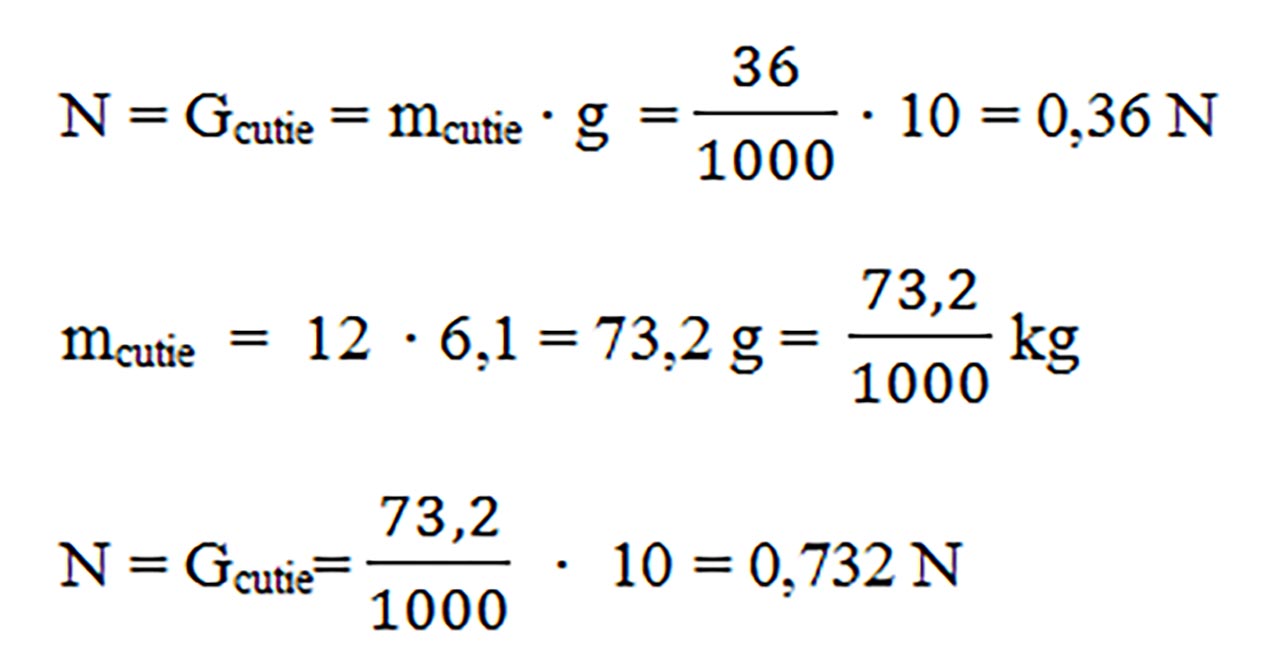 N = G_cutie = m_cutie · g = 36/1000 · 10 = 0,36 N
m_cutie = 12 · 6,1 = 73,2 g = 73,2/1000 kg
N = G_cutie= 73,2/1000 · 10 = 0,732 N